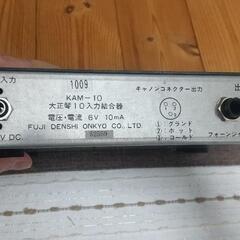 入力
1009
キャノンコネクター出力
出
KAM-10
大正琴10入力結合器
電圧・電流 6V 10mA
FUJI DENSHI ONKYO CO., LTD.
①：グランド
②：ホット
③：コールド
フォーンジ
V DC.